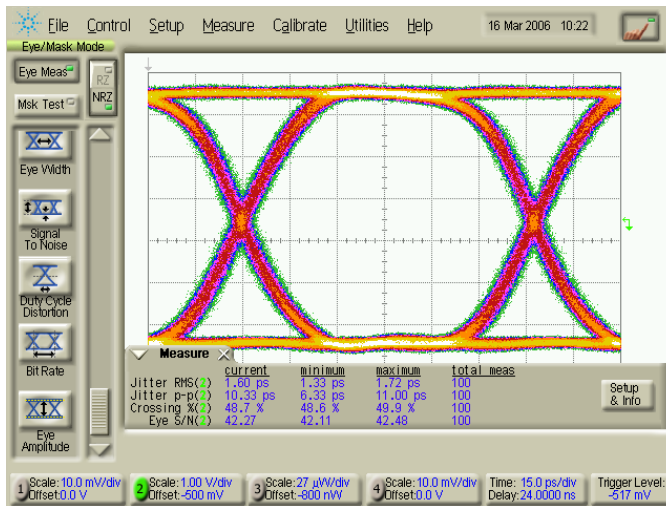 File Control Setup Measure Calibrate Utilities Help 16 Mar 2006 10:22
Eye/Mask Mode
Eye Meas
RZ
Msk Test
NRZ
Eye Width
Signal
To Noise
Duty Cycle
Distortion
Bit Rate
Eye
Amplitude
Measure
current minimum maximum total meas
Jitter RMS(2) 1.60 ps 1.33 ps 1.72 ps 100
Jitter p-p(2) 10.33 ps 6.33 ps 11.00 ps 100
Crossing %(2) 48.7 % 48.6 % 49.9 % 100
Eye S/N(2) 42.27 42.11 42.48 100
Setup
& Info
1 Scale: 10.0 mV/div
Offset:0.0 V
2 Scale: 1.00 V/div
Offset:-500 mV
3 Scale:27 µW/div
Offset:-800 nW
4 Scale: 10.0 mV/div
Offset:0.0 V
Time: 15.0 ps/div
Delay:24.0000 ns
Trigger Level:
-517 mV